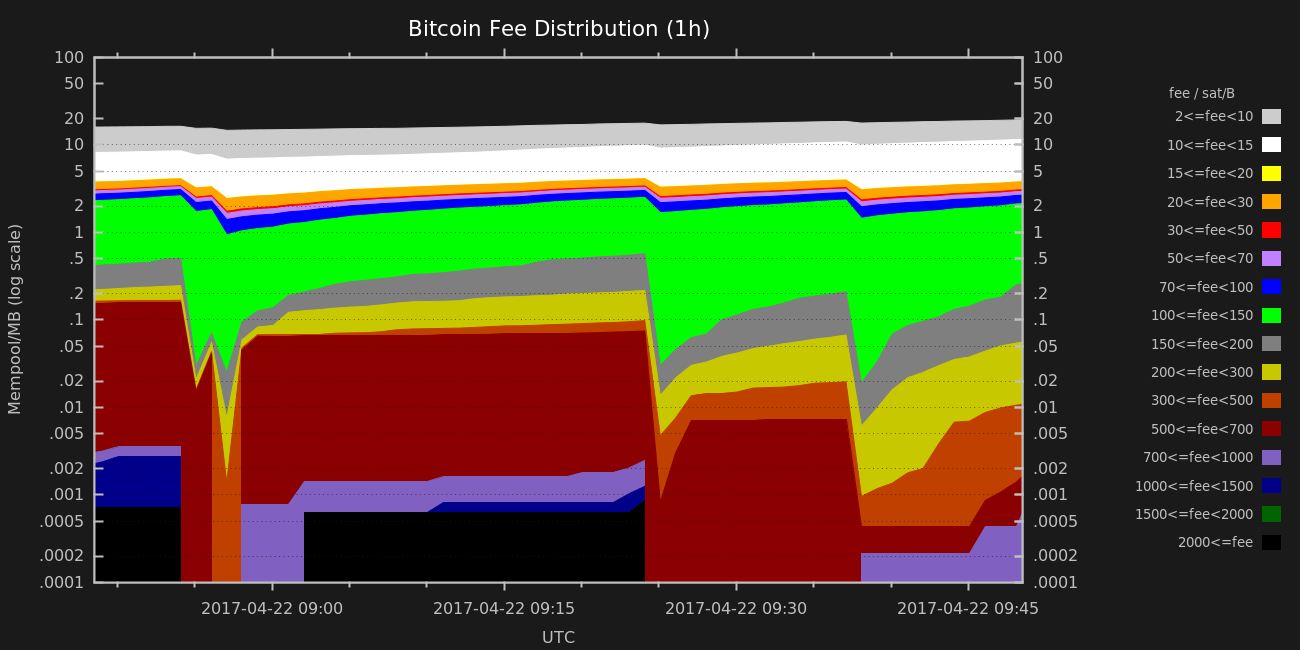 Bitcoin Fee Distribution (1h)
100
50
20
10
5
2
1
.5
.2
.1
.05
.02
.01
.005
.002
.001
.0005
.0002
.0001
Mempool/MB (log scale)
100
50
20
10
5
2
1
.5
.2
.1
.05
.02
.01
.005
.002
.001
.0005
.0002
.0001
2017-04-22 09:00
2017-04-22 09:15
2017-04-22 09:30
2017-04-22 09:45
UTC
fee / sat/B
2<=fee<10
10<=fee<15
15<=fee<20
20<=fee<30
30<=fee<50
50<=fee<70
70<=fee<100
100<=fee<150
150<=fee<200
200<=fee<300
300<=fee<500
500<=fee<700
700<=fee<1000
1000<=fee<1500
1500<=fee<2000
2000<=fee